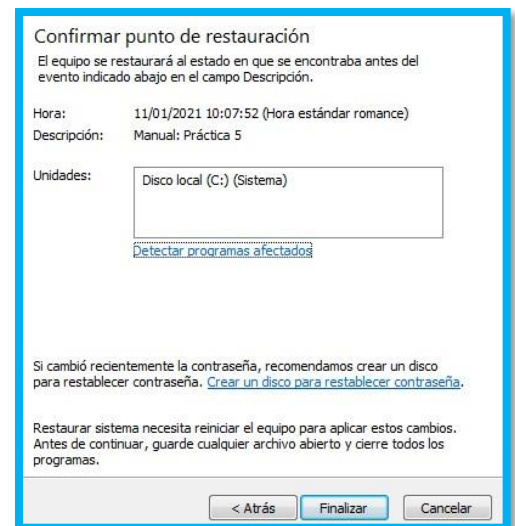 Confirmar punto de restauración
El equipo se restaurará al estado en que se encontraba antes del
evento indicado abajo en el campo Descripción.
Hora: 11/01/2021 10:07:52 (Hora estándar romance)
Descripción: Manual: Práctica 5
Unidades: Disco local (C:) (Sistema)
Detectar programas afectados
Si cambió recientemente la contraseña, recomendamos crear un disco
para restablecer contraseña. Crear un disco para restablecer contraseña.
Restaurar sistema necesita reiniciar el equipo para aplicar estos cambios.
Antes de continuar, guarde cualquier archivo abierto y cierre todos los
programas.
< Atrás Finalizar Cancelar